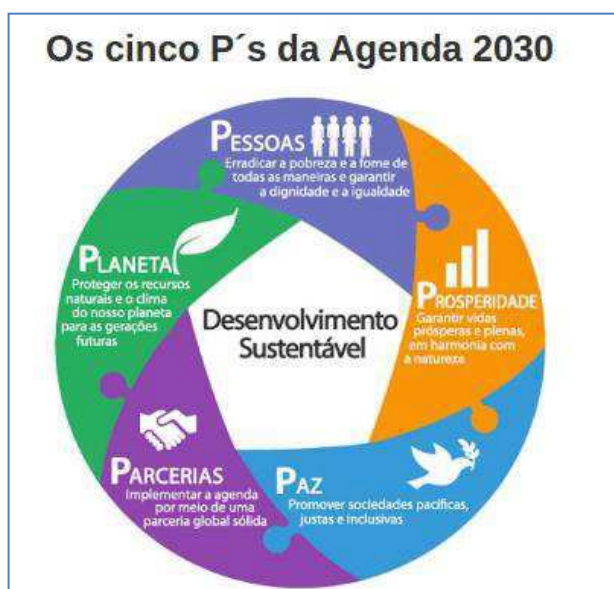 Os cinco P´s da Agenda 2030
PESSOAS
Erradicar a pobreza e a fome de
todas as maneiras e garantir
a dignidade e a igualdade
PROSPERIDADE
Garantir vidas
prósperas e plenas,
em harmonia com
a natureza
PAZ
Promover sociedades pacíficas,
justas e inclusivas
PARCERIAS
Implementar a agenda
por meio de uma
parceria global sólida
PLANETA
Proteger os recursos
naturais e o clima
do nosso planeta
para as gerações
futuras
Desenvolvimento
Sustentável